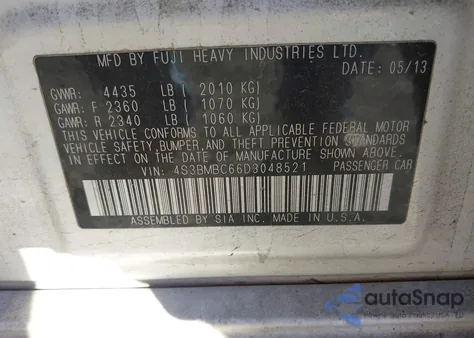 MFD BY FUJI HEAVY INDUSTRIES LTD.
DATE: 05/13
GVWR: 4435 LB ( 2010 KG)
GAWR: F 2360 LB ( 1070 KG)
GAWR: R 2340 LB ( 1060 KG)
THIS VEHICLE CONFORMS TO ALL APPLICABLE FEDERAL MOTOR
VEHICLE SAFETY, BUMPER, AND THEFT PREVENTION STANDARDS
IN EFFECT ON THE DATE OF MANUFACTURE SHOWN ABOVE.
VIN: 4S3BMBC66D3048521 PASSENGER CAR
ASSEMBLED BY SIA INC. MADE IN U.S.A.
autoSnap